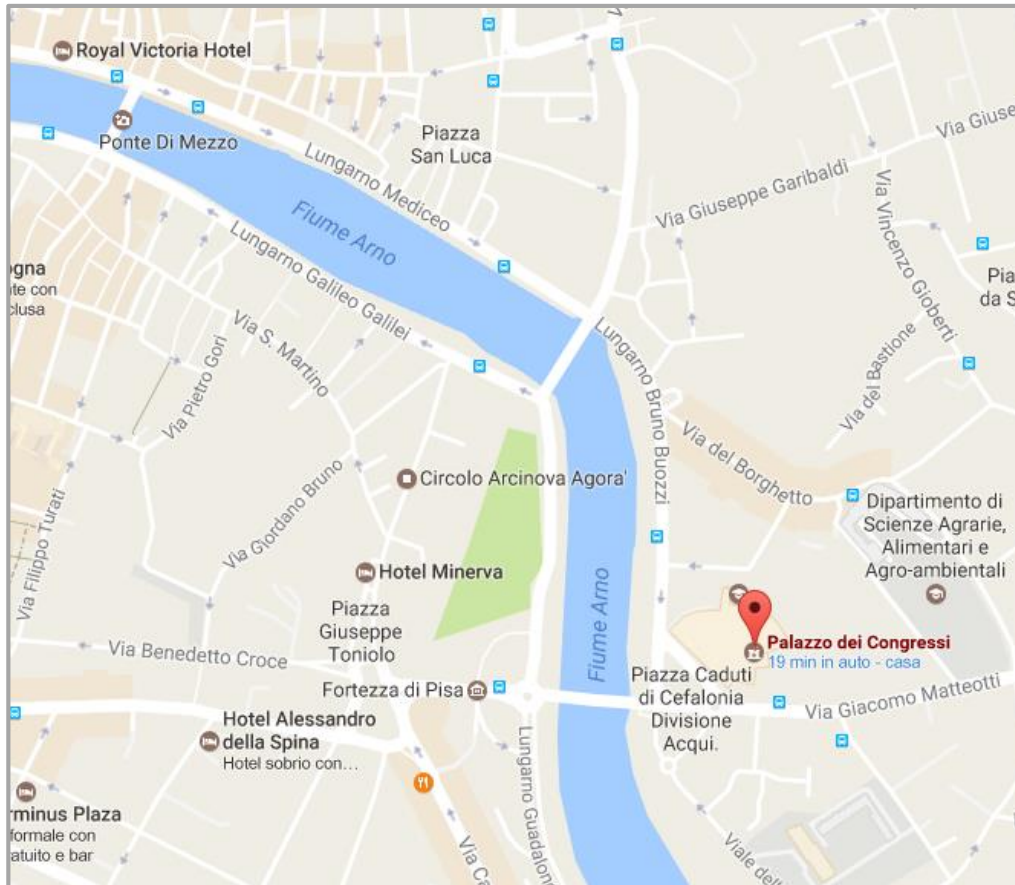 Royal Victoria Hotel
Ponte Di Mezzo
Piazza
San Luca
Lungarno Mediceo
Via Giuseppe Garibaldi
Via Giuse
Via Vincenzo Gioberti
Fiume Arno
Lungarno Galileo Galilei
ogna
nte con
clusa
Pia
da S
Via S. Martino
Via Pietro Gori
Lungarno Bruno Buozzi
Via del Bastione
Via del Borghetto
Circolo Arcinova Agora'
Via Giordano Bruno
Via Filippo Turati
Dipartimento di
Scienze Agrarie,
Alimentari e
Agro-ambientali
Hotel Minerva
Piazza
Giuseppe
Toniolo
Fiume Arno
Palazzo dei Congressi
19 min in auto - casa
Via Benedetto Croce
Fortezza di Pisa
Piazza Caduti
di Cefalonia
Divisione
Acqui.
Via Giacomo Matteotti
Hotel Alessandro
della Spina
Hotel sobrio con...
Lungarno Guadalong
rminus Plaza
formale con
ratuito e bar
Via Ca
Viale dell